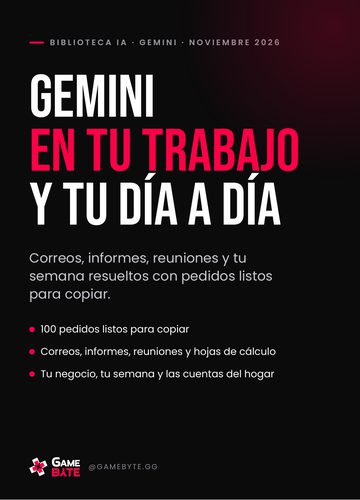 BIBLIOTECA IA · GEMINI · NOVIEMBRE 2026
GEMINI
EN TU TRABAJO
Y TU DÍA A DÍA
Correos, informes, reuniones y tu
semana resueltos con pedidos listos
para copiar.
100 pedidos listos para copiar
Correos, informes, reuniones y hojas de cálculo
Tu negocio, tu semana y las cuentas del hogar
GAME
BATE
@GAMEBYTE.GG